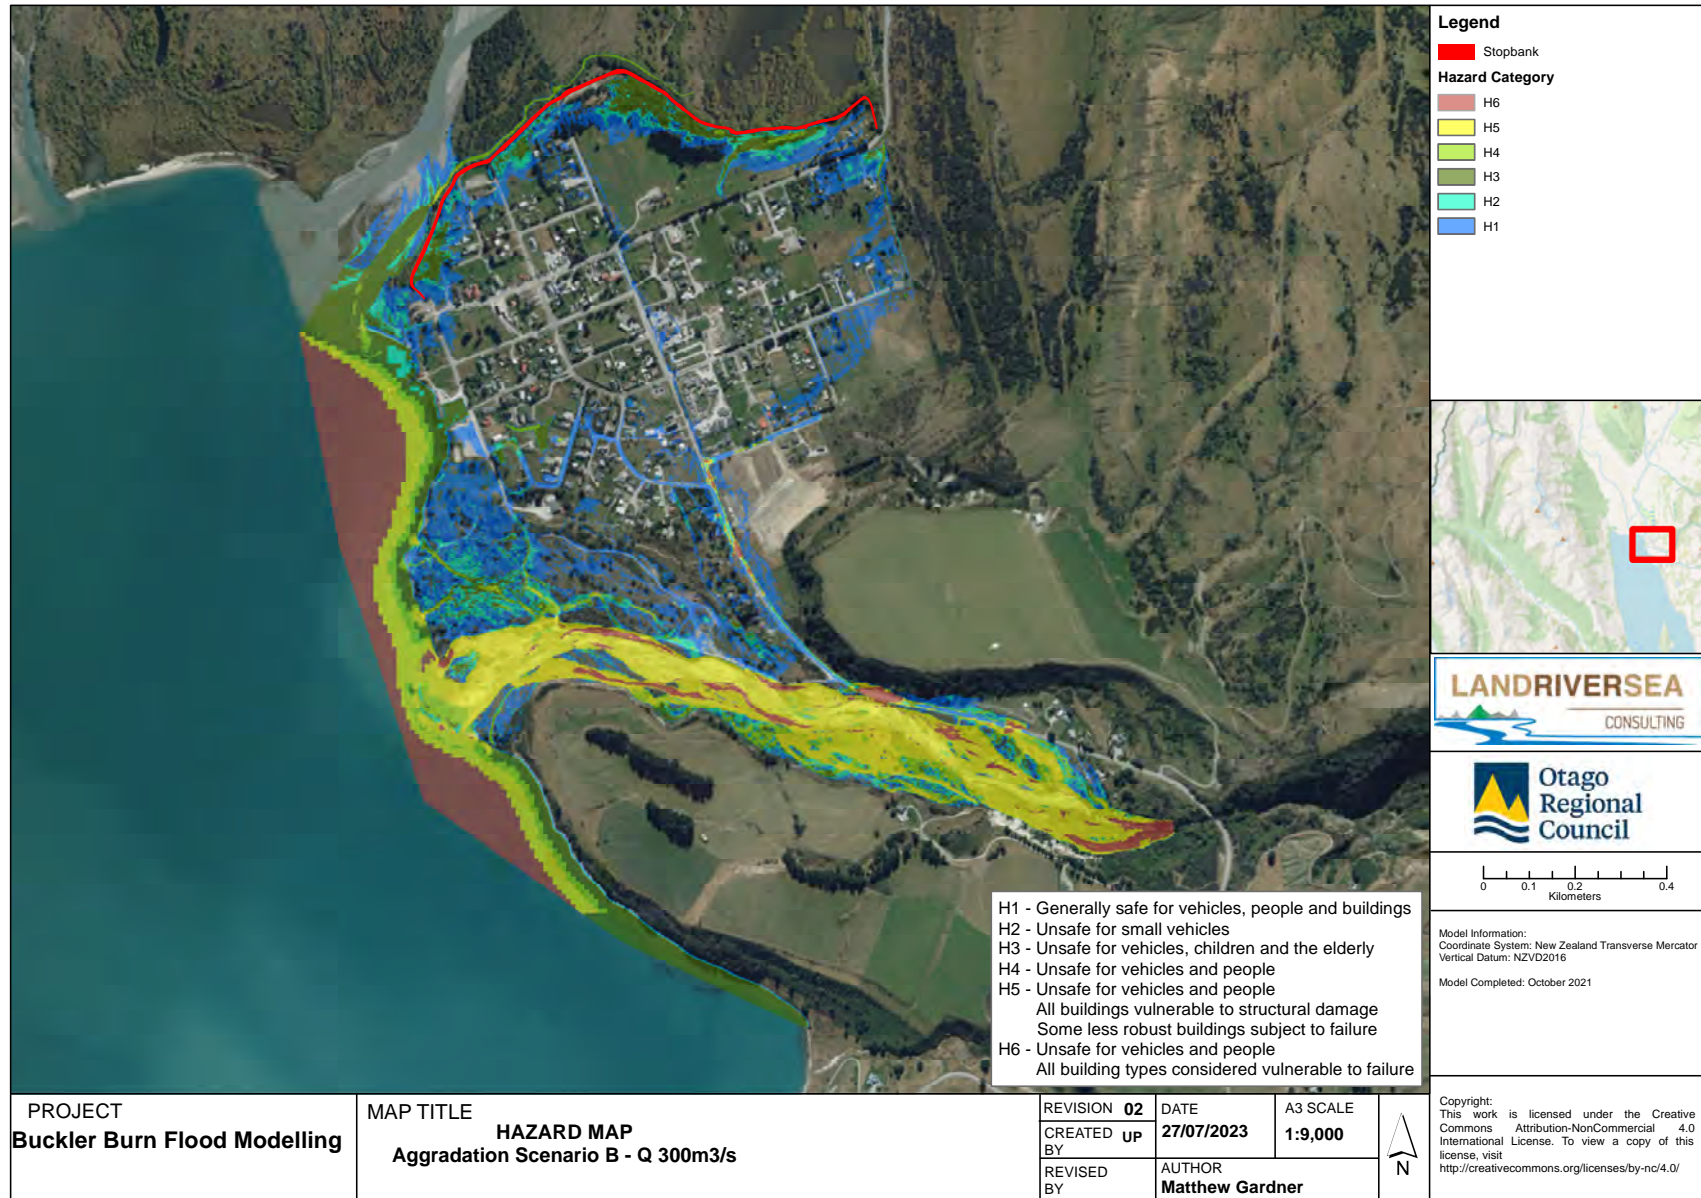 Legend
Stopbank
Hazard Category
H6
H5
H4
H3
H2
H1
LANDRIVERSEA
CONSULTING
Otago
Regional
Council
0 0.1 0.2 0.4
Kilometers
Model Information:
Coordinate System: New Zealand Transverse Mercator
Vertical Datum: NZVD2016
Model Completed: October 2021
H1 - Generally safe for vehicles, people and buildings
H2 - Unsafe for small vehicles
H3 - Unsafe for vehicles, children and the elderly
H4 - Unsafe for vehicles and people
H5 - Unsafe for vehicles and people
All buildings vulnerable to structural damage
Some less robust buildings subject to failure
H6 - Unsafe for vehicles and people
All building types considered vulnerable to failure
PROJECT
Buckler Burn Flood Modelling
MAP TITLE
HAZARD MAP
Aggradation Scenario B - Q 300m3/s
REVISION 02
CREATED BY UP
REVISED BY
DATE
27/07/2023
A3 SCALE
1:9,000
AUTHOR
Matthew Gardner
N
Copyright:
This work is licensed under the Creative
Commons Attribution-NonCommercial 4.0
International License. To view a copy of this
license, visit
http://creativecommons.org/licenses/by-nc/4.0/